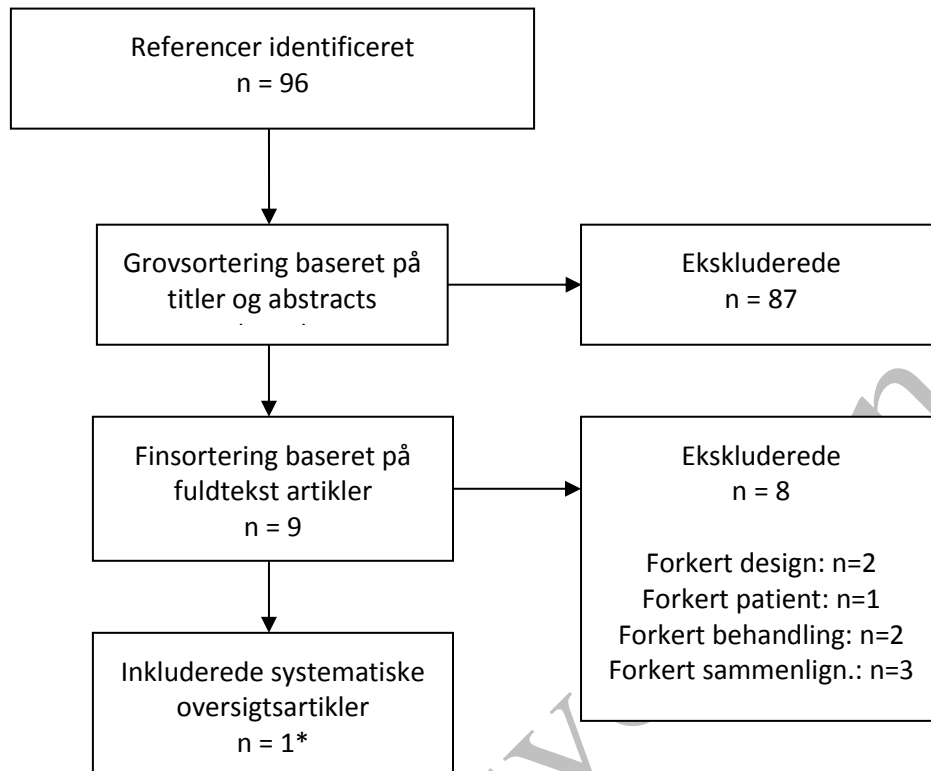 Referencer identificeret
n = 96
Grovsortering baseret på
titler og abstracts
Ekskluderede
n = 87
Finsortering baseret på
fuldtekst artikler
n = 9
Ekskluderede
n = 8
Forkert design: n=2
Forkert patient: n=1
Forkert behandling: n=2
Forkert sammenlign.: n=3
Inkluderede systematiske
oversigtsartikler
n = 1*